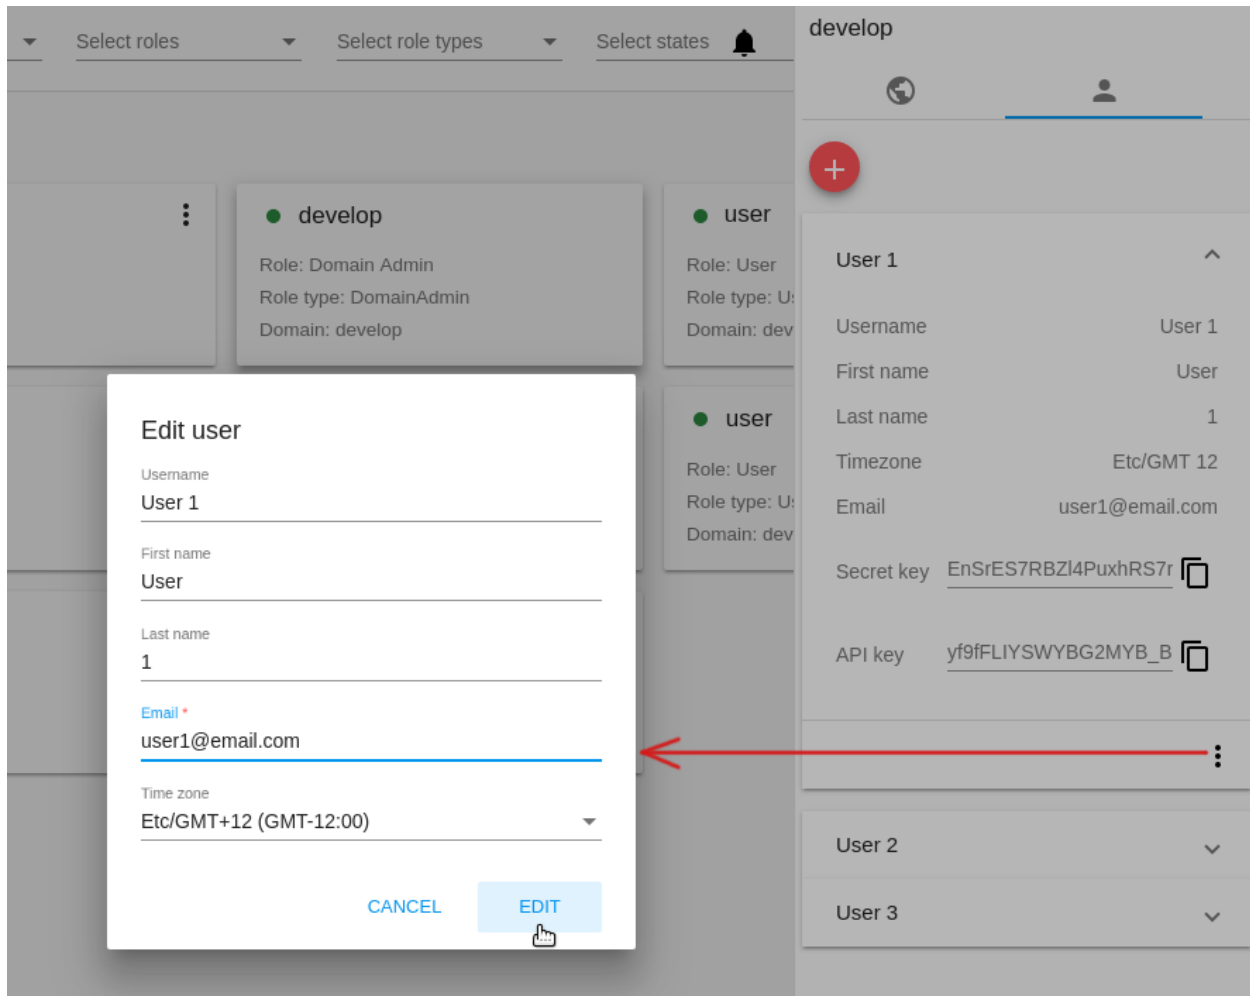 Select roles
Select role types
Select states
develop
develop
Role: Domain Admin
Role type: DomainAdmin
Domain: develop
user
Role: User
Role type: Us
Domain: dev
user
Role: User
Role type: Us
Domain: dev
Edit user
Username
User 1
First name
User
Last name
1
Email *
user1@email.com
Time zone
Etc/GMT+12 (GMT-12:00)
CANCEL
EDIT
User 1
Username User 1
First name User
Last name 1
Timezone Etc/GMT 12
Email user1@email.com
Secret key EnSrES7RBZl4PuxhRS7r
API key yf9fFLIYSWYBG2MYB_B
User 2
User 3